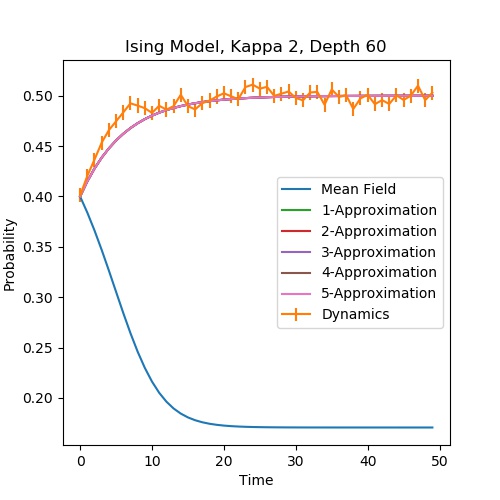 Ising Model, Kappa 2, Depth 60
Probability
0.50
0.45
0.40
0.35
0.30
0.25
0.20
Mean Field
1-Approximation
2-Approximation
3-Approximation
4-Approximation
5-Approximation
Dynamics
0 10 20 30 40 50
Time